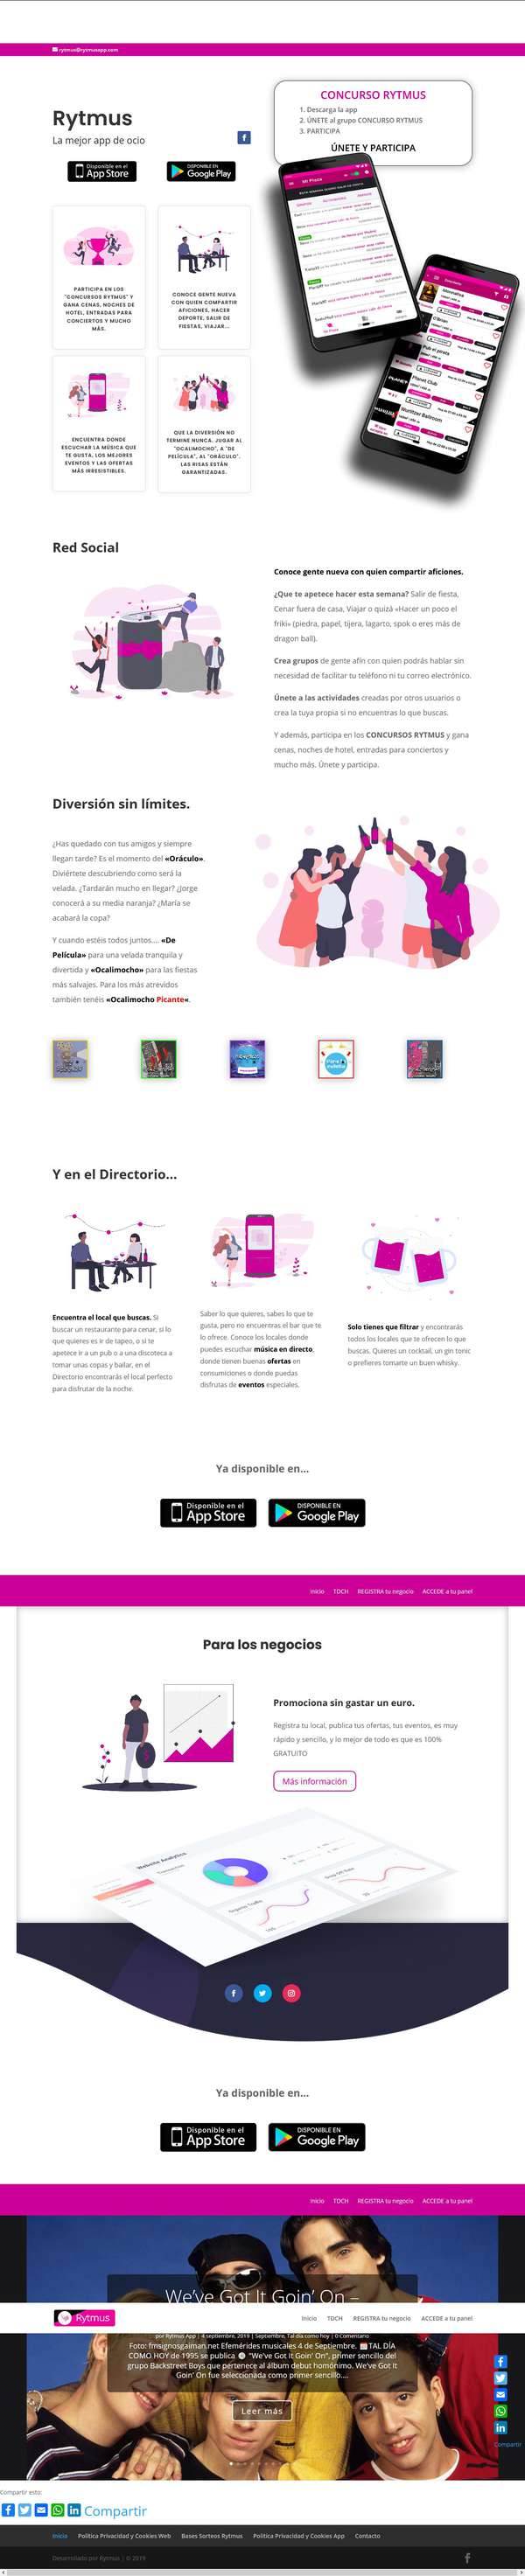 rytmus@rytmusapp.com
Rytmus
La mejor app de ocio
Disponible en el
App Store
DISPONIBLE EN
Google Play
CONCURSO RYTMUS
1. Descarga la app
2. ÚNETE al grupo CONCURSO RYTMUS
3. PARTICIPA
ÚNETE Y PARTICIPA
Mi Place
Alternativa
O'Brian
Pub el pirata
Planet Club
Wurlitzer Ballroom
PARTICIPA EN LOS
"CONCURSOS RYTMUS" Y
GANA CENAS, NOCHES DE
HOTEL, ENTRADAS PARA
CONCIERTOS Y MUCHO
MÁS.
CONOCE GENTE NUEVA
CON QUIEN COMPARTIR
AFICIONES, HACER
DEPORTE, SALIR DE
FIESTAS, VIAJAR...
ENCUENTRA DONDE
ESCUCHAR LA MÚSICA QUE
TE GUSTA, LOS MEJORES
EVENTOS Y LAS OFERTAS
MÁS IRRESISTIBLES.
QUE LA DIVERSIÓN NO
TERMINE NUNCA. JUGAR AL
"OCALIMOCHO", A "DE
PELÍCULA", AL "ORÁCULO".
LAS RISAS ESTÁN
GARANTIZADAS.
Red Social
Conoce gente nueva con quien compartir aficiones.
¿Que te apetece hacer esta semana? Salir de fiesta,
Cenar fuera de casa, Viajar o quizá «Hacer un poco el
friki» (piedra, papel, tijera, lagarto, spok o eres más de
dragon ball).
Crea grupos de gente afín con quien podrás hablar sin
necesidad de facilitar tu teléfono ni tu correo electrónico.
Únete a las actividades creadas por otros usuarios o
crea la tuya propia si no encuentras lo que buscas.
Y además, participa en los CONCURSOS RYTMUS y gana
cenas, noches de hotel, entradas para conciertos y
mucho más. Únete y participa.
Diversión sin límites.
¿Has quedado con tus amigos y siempre
llegan tarde? Es el momento del «Oráculo».
Diviértete descubriendo como será la
velada. ¿Tardarán mucho en llegar? ¿Jorge
conocerá a su media naranja? ¿María se
acabará la copa?
Y cuando estéis todos juntos.... «De
Película» para una velada tranquila y
divertida y «Ocalimocho» para las fiestas
más salvajes. Para los más atrevidos
también tenéis «Ocalimocho Picante«.
Y en el Directorio...
Encuentra el local que buscas. Si
buscar un restaurante para cenar, si lo
que quieres es ir de tapeo, o si te
apetece ir a un pub o a una discoteca a
tomar unas copas y bailar, en el
Directorio encontrarás el local perfecto
para disfrutar de la noche.
Saber lo que quieres, sabes lo que te
gusta, pero no encuentras el bar que te
lo ofrece. Conoce los locales donde
puedes escuchar música en directo,
donde tienen buenas ofertas en
consumiciones o donde puedas
disfrutas de eventos especiales.
Solo tienes que filtrar y encontrarás
todos los locales que te ofrecen lo que
buscas. Quieres un cocktail, un gin tonic
o prefieres tomarte un buen whisky.
Ya disponible en...
Disponible en el
App Store
DISPONIBLE EN
Google Play
Inicio TDCH REGISTRA tu negocio ACCEDE a tu panel
Para los negocios
Promociona sin gastar un euro.
Registra tu local, publica tus ofertas, tus eventos, es muy
rápido y sencillo, y lo mejor de todo es que es 100%
GRATUITO
Más información
Website Analytics
Organic Traffic
Ya disponible en...
Disponible en el
App Store
DISPONIBLE EN
Google Play
Inicio TDCH REGISTRA tu negocio ACCEDE a tu panel
We've Got It Goin' On –
Rytmus
Inicio TDCH REGISTRA tu negocio ACCEDE a tu panel
por Rytmus App | 4 septiembre, 2019 | Septiembre, Tal día como hoy | 0 Comentario
Foto: fmsignosgaiman.net Efemérides musicales 4 de Septiembre. TAL DÍA
COMO HOY de 1995 se publica "We've Got It Goin' On", primer sencillo del
grupo Backstreet Boys que pertenece al álbum debut homónimo. We've Got It
Goin' On fue seleccionada como primer sencillo....
Leer más
Compartir
Compartir esto:
Compartir
Inicio Política Privacidad y Cookies Web Bases Sorteos Rytmus Política Privacidad y Cookies App Contacto
Desarrollado por Rytmus | © 2019